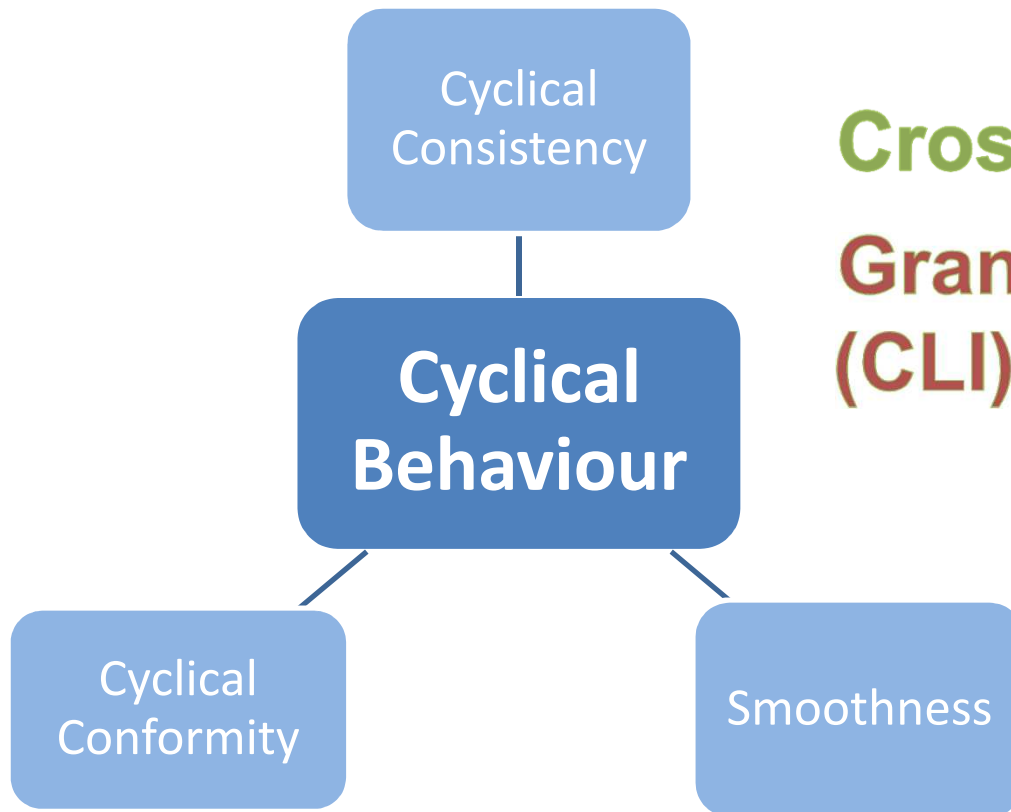 Cyclical
Consistency
Cros
Gran
(CLI)
Cyclical
Behaviour
Cyclical
Conformity
Smoothness